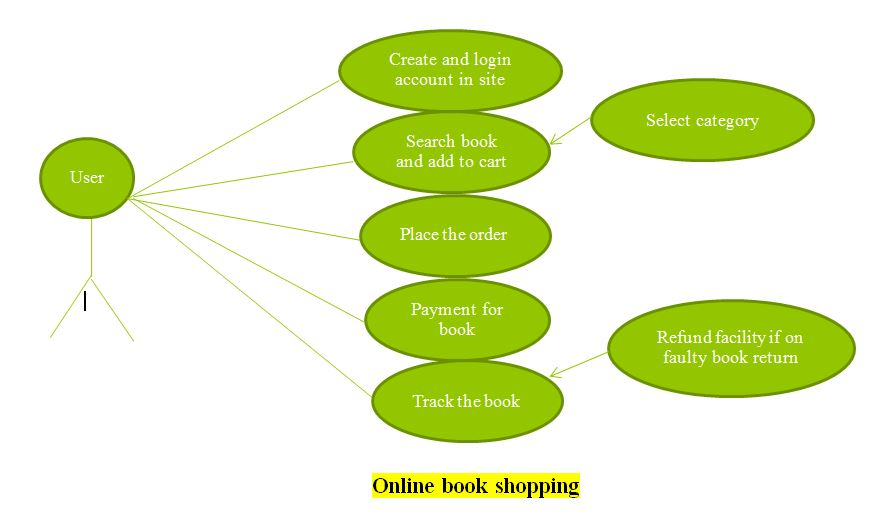 Create and login
account in site
Select category
Search book
and add to cart
User
Place the order
Payment for
book
Refund facility if on
faulty book return
Track the book
Online book shopping